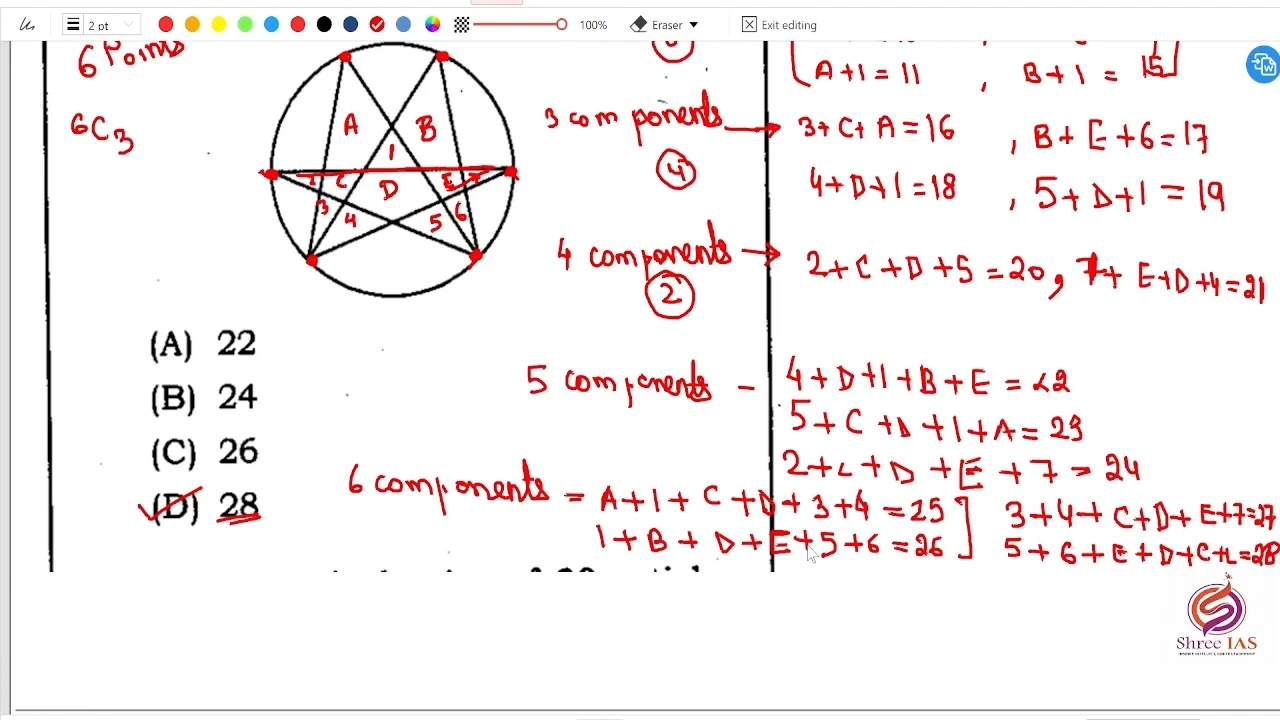 2 pt
100%
Eraser
Exit editing
6 Points
6C3
A B
1
2 C D E 7
3 4 5 6
A+1 = 11 , B+1 = 15
3 components → 3+C+A=16 , B+E+6=17
4
4+D+1=18 , 5+D+1=19
4 components → 2+C+D+5=20, 7+E+D+4=21
2
5 components - 4+D+1+B+E=22
5+C+D+1+A=23
2+C+D+E+7=24
6 components = A+1+C+D+3+4=25
1+B+D+E+5+6=26
3+4+C+D+E+7=27
5+6+E+D+C+2=28
(A) 22
(B) 24
(C) 26
(D) 28
Shree IAS